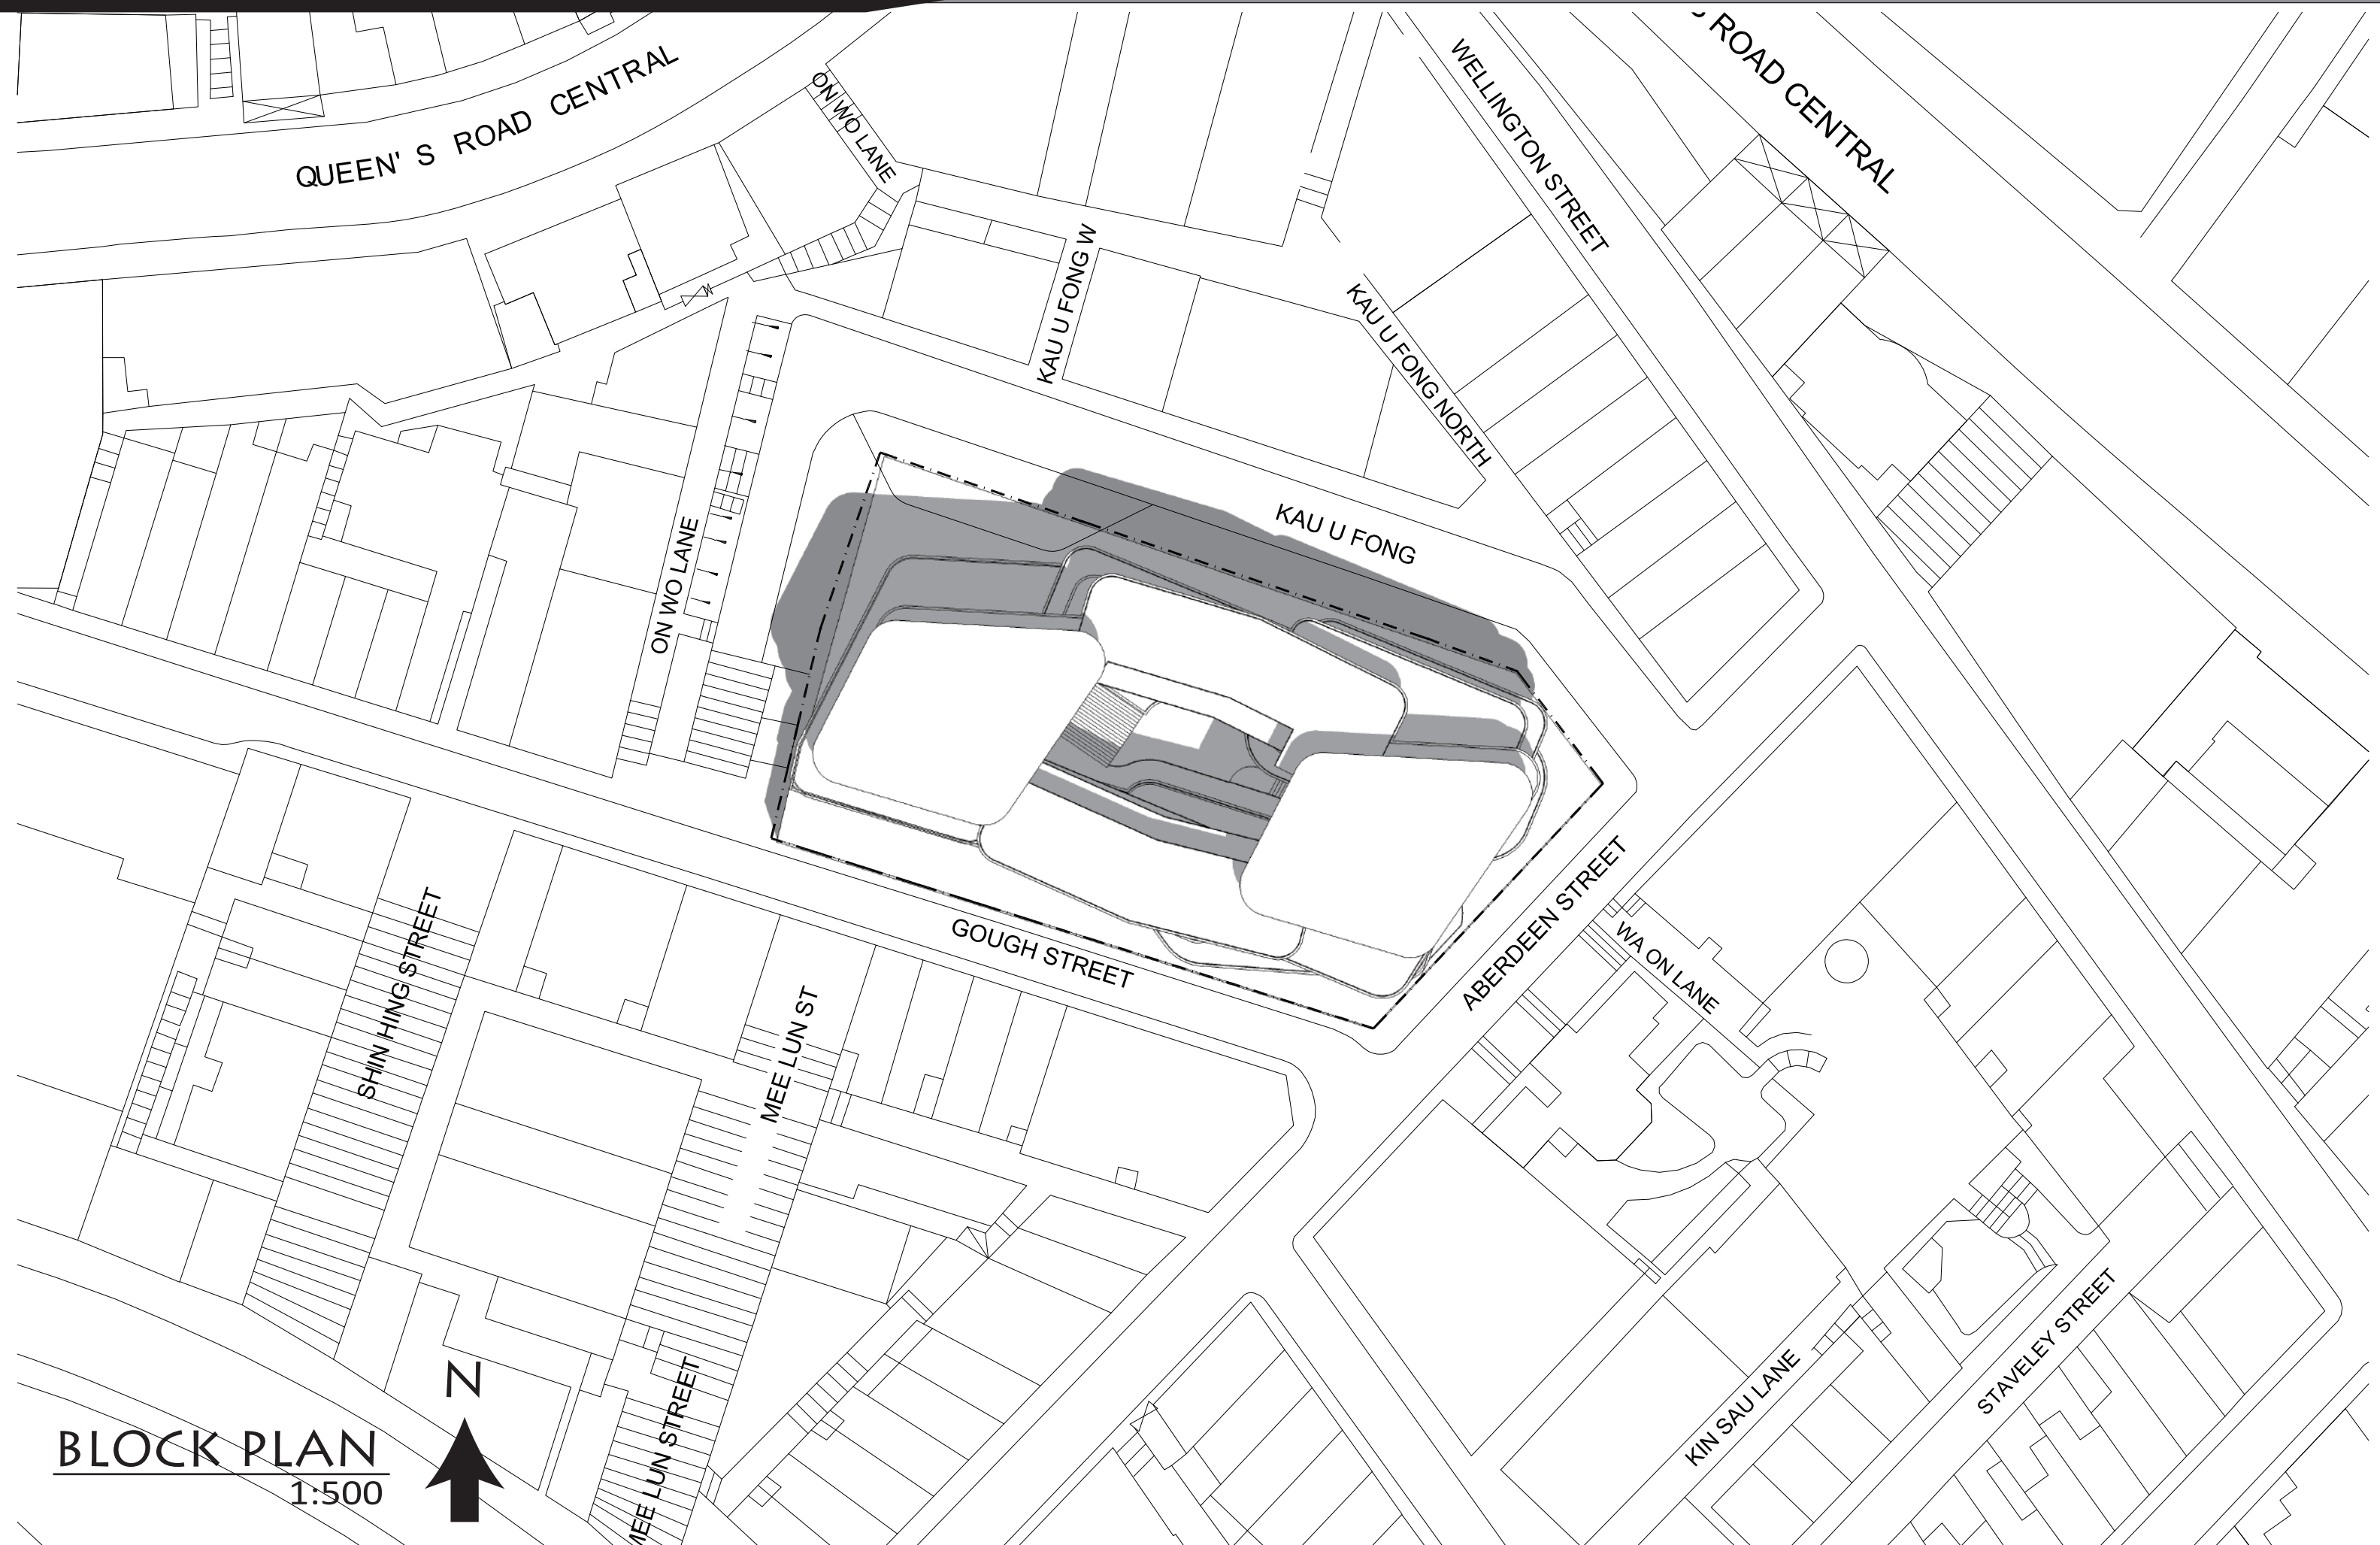 QUEEN' S ROAD CENTRAL
ON WO LANE
WELLINGTON STREET
ROAD CENTRAL
KAU U FONG W
KAU U FONG NORTH
KAU U FONG
ON WO LANE
GOUGH STREET
ABERDEEN STREET
WA ON LANE
SHIN HING STREET
MEE LUN ST
MEE LUN STREET
KIN SAU LANE
STAVELEY STREET
N
BLOCK PLAN
1:500